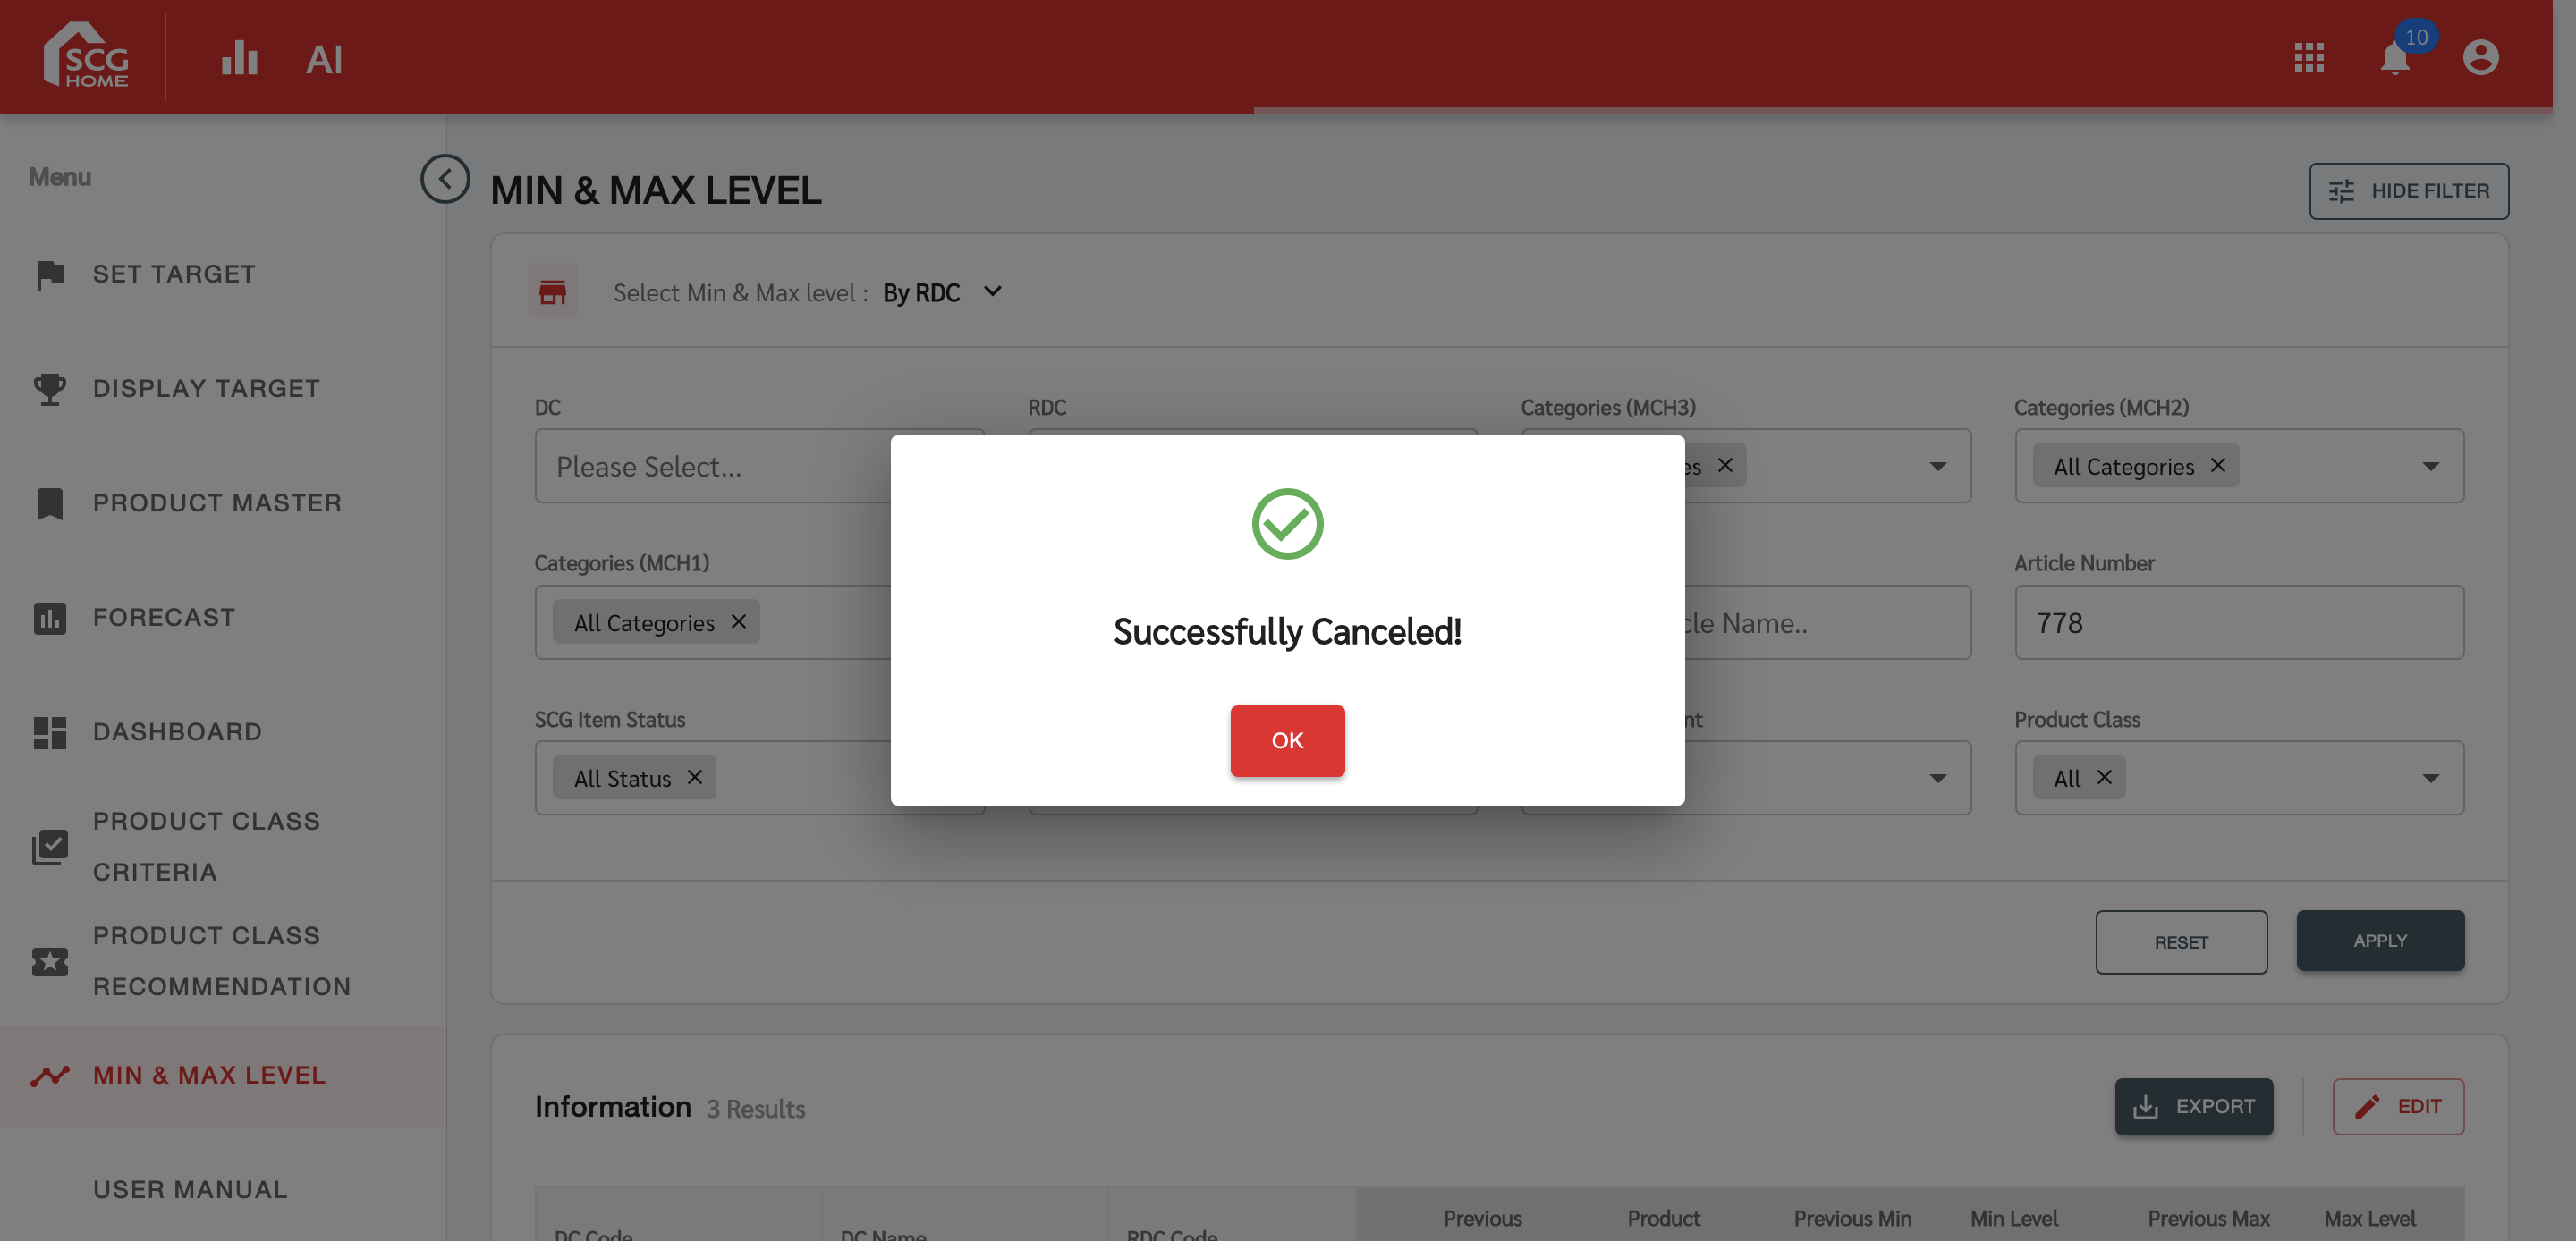 SCG
HOME
AI
10
Menu
MIN & MAX LEVEL
HIDE FILTER
SET TARGET
Select Min & Max level : By RDC
DISPLAY TARGET
DC
RDC
Categories (MCH3)
Categories (MCH2)
Please Select...
All Categories
PRODUCT MASTER
Categories (MCH1)
Article Number
All Categories
Name..
778
FORECAST
Successfully Canceled!
SCG Item Status
Product Class
DASHBOARD
OK
All Status
All
PRODUCT CLASS
CRITERIA
PRODUCT CLASS
RECOMMENDATION
RESET
APPLY
MIN & MAX LEVEL
Information 3 Results
EXPORT
EDIT
USER MANUAL
Previous
Product
Previous Min
Min Level
Previous Max
Max Level
DC Code
DC Name
RDC Code